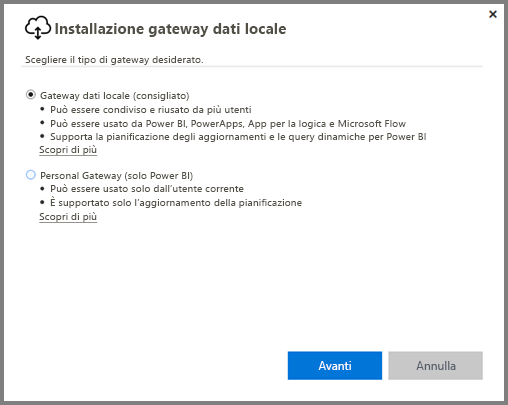 Installazione gateway dati locale
Scegliere il tipo di gateway desiderato.
Gateway dati locale (consigliato)
• Può essere condiviso e riusato da più utenti
• Può essere usato da Power BI, PowerApps, App per la logica e Microsoft Flow
• Supporta la pianificazione degli aggiornamenti e le query dinamiche per Power BI
Scopri di più
Personal Gateway (solo Power BI)
• Può essere usato solo dall'utente corrente
• È supportato solo l'aggiornamento della pianificazione
Scopri di più
Avanti
Annulla